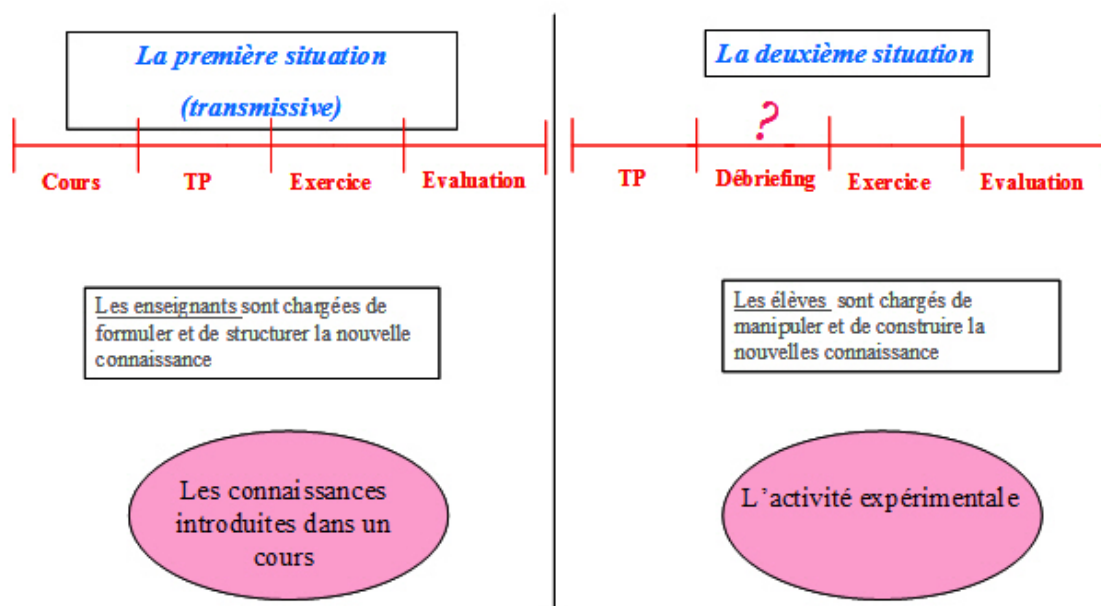 La première situation
(transmissive)
Cours TP Exercice Evaluation
Les enseignants sont chargées de
formuler et de structurer la nouvelle
connaissance
Les connaissances
introduites dans un
cours
La deuxième situation
?
TP Débriefing Exercice Evaluation
Les élèves sont chargés de
manipuler et de construire la
nouvelles connaissance
L'activité expérimentale